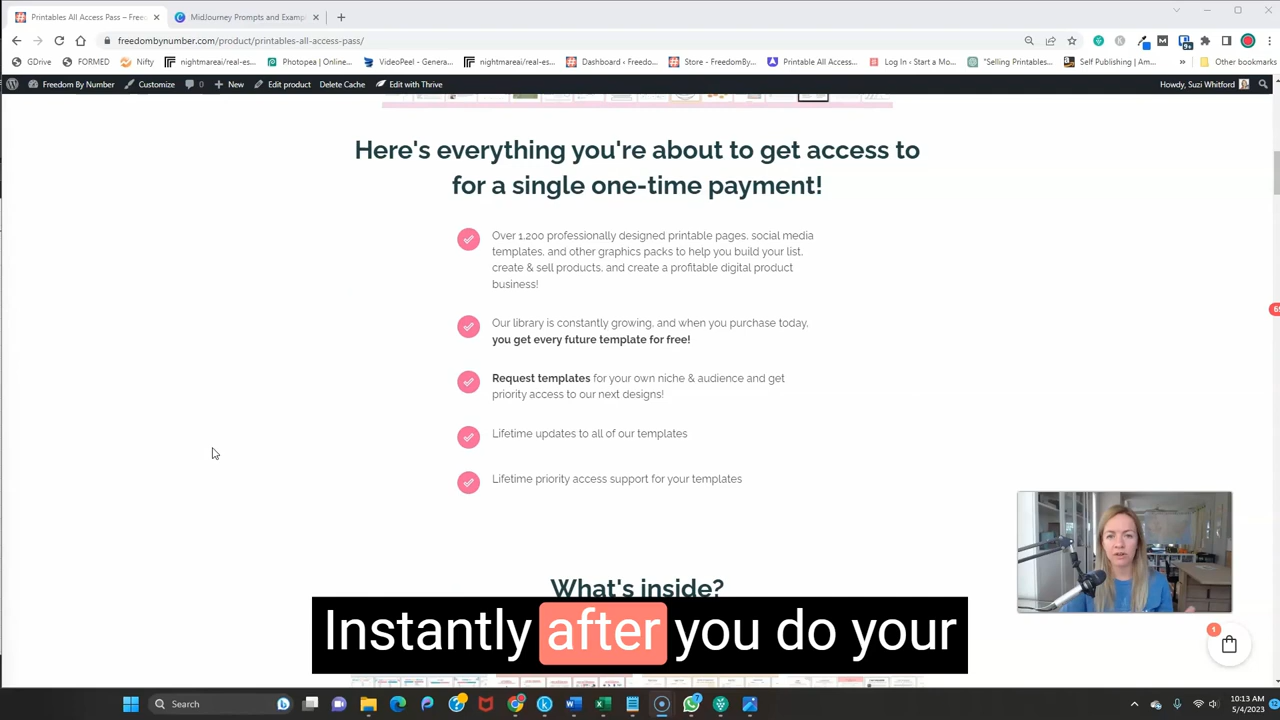 Printables All Access Pass – Free
MidJourney Prompts and Examp
freedombynumber.com/product/printables-all-access-pass/
GDrive
FORMED
Nifty
nightmareai/real-es...
Photopea | Online...
VideoPeel - Genera...
nightmareai/real-es...
Dashboard ‹ Freedo...
Store - FreedomBy...
Printable All Acces...
Log In ‹ Start a Mo...
"Selling Printables...
Self Publishing | Am...
Other bookmarks
Freedom By Number
Customize
0
New
Edit product
Delete Cache
Edit with Thrive
Howdy, Suzi Whitford
Here's everything you're about to get access to
for a single one-time payment!
Over 1,200 professionally designed printable pages, social media
templates, and other graphics packs to help you build your list,
create & sell products, and create a profitable digital product
business!
Our library is constantly growing, and when you purchase today,
you get every future template for free!
Request templates for your own niche & audience and get
priority access to our next designs!
Lifetime updates to all of our templates
Lifetime priority access support for your templates
What's inside?
Instantly after you do your
1
Search
10:13 AM
5/4/2023